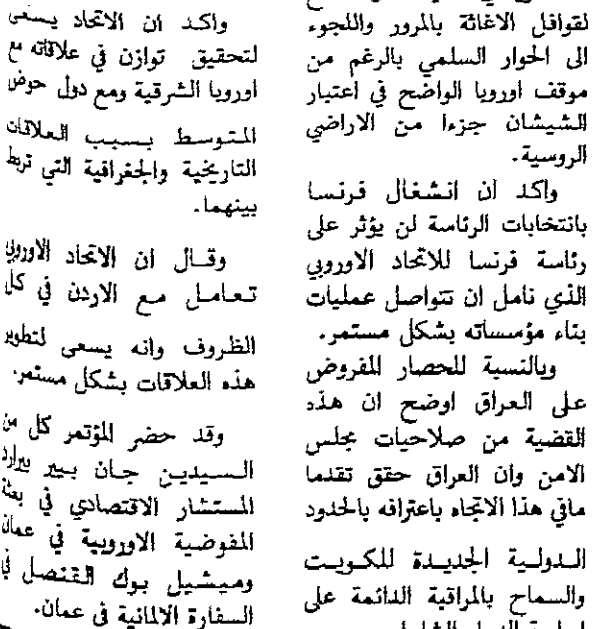 لقوافل الاغاثة بالمرور واللجوء
الى الحوار السلمي بالرغم من
موقف اوروبا الواضح في اعتبار
الشيشان جزءا من الاراضي
الروسية.
واكد ان انشغال فرنسا
بانتخابات الرئاسة لن يؤثر على
رئاسة فرنسا للاتحاد الاوروبي
الذي نامل ان تتواصل عمليات
بناء مؤسساته بشكل مستمر.
وبالنسبة للحصار المفروض
على العراق اوضح ان هذه
القضية من صلاحيات مجلس
الامن وان العراق حقق تقدما
مافي هذا الاتجاه باعترافه بالحدود
الدولية الجديدة للكويت
والسماح بالمراقبة الدائمة على
واكد ان الاتحاد يسعى
لتحقيق توازن في علاقاته مع
اوروبا الشرقية ومع دول حوض
المتوسط بسبب العلاقات
التاريخية والجغرافية التي تربط
بينهما.
وقال ان الاتحاد الاوروبي
تعامل مع الاردن في كل
الظروف وانه يسعى لتطوير
هذه العلاقات بشكل مستمر.
وقد حضر المؤتمر كل من
السيدين جان بيير بيرارد
المستشار الاقتصادي في بعثة
المفوضية الاوروبية في عمان
وميشيل بوك القنصل في
السفارة الالمانية في عمان.